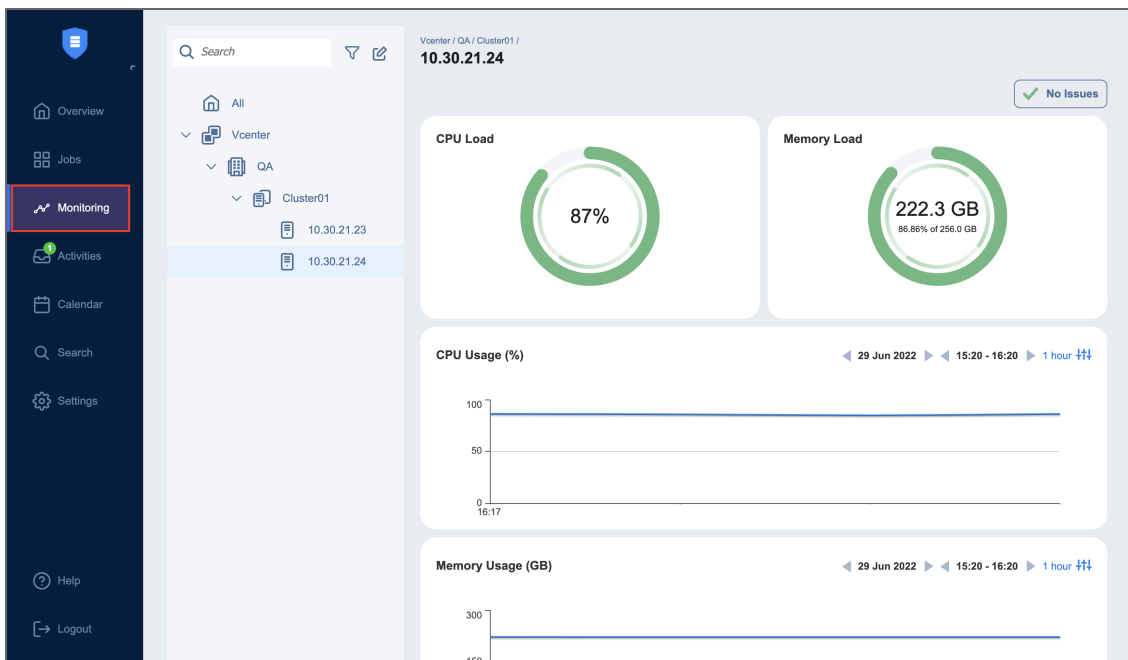 Overview
Jobs
Monitoring
1
Activities
Calendar
Search
Settings
Help
Logout
Search
All
Vcenter
QA
Cluster01
10.30.21.23
10.30.21.24
Vcenter / QA / Cluster01 /
10.30.21.24
No Issues
CPU Load
87%
Memory Load
222.3 GB
86.86% of 256.0 GB
CPU Usage (%)
29 Jun 2022 15:20 - 16:20 1 hour
100
50
0
16:17
Memory Usage (GB)
29 Jun 2022 15:20 - 16:20 1 hour
300
150